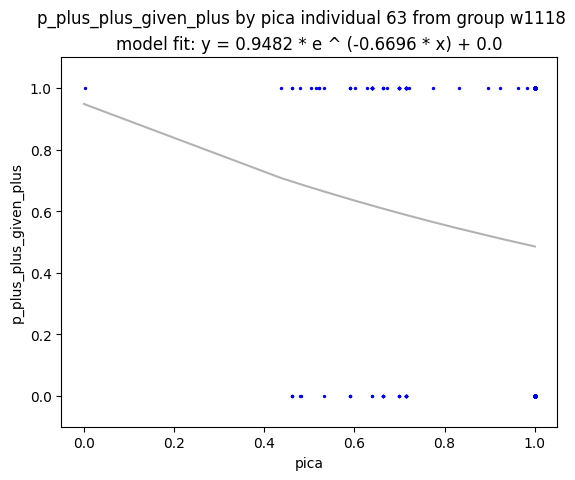 p_plus_plus_given_plus by pica individual 63 from group w1118
model fit: y = 0.9482 * e ^ (-0.6696 * x) + 0.0
1.0
0.8
0.6
0.4
0.2
0.0
p_plus_plus_given_plus
0.0 0.2 0.4 0.6 0.8 1.0
pica